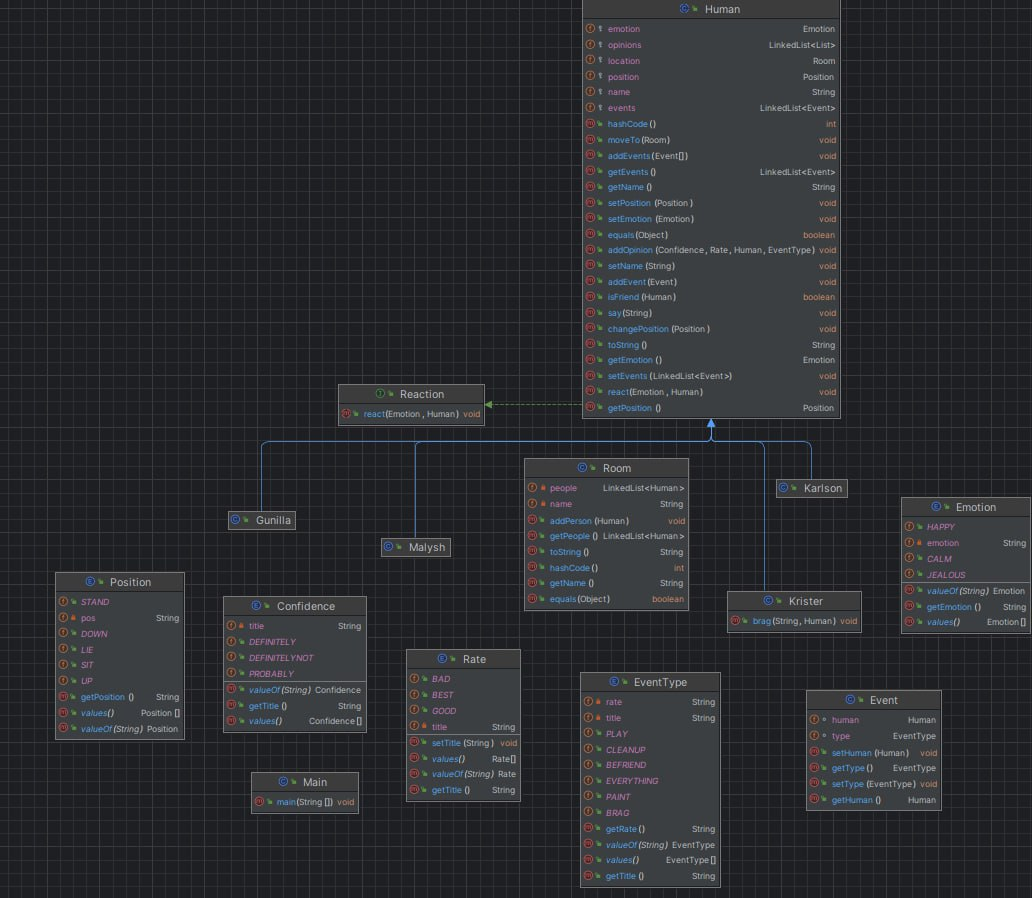 Human
emotion Emotion
opinions LinkedList<List>
location Room
position Position
name String
events LinkedList<Event>
hashCode() int
moveTo(Room) void
addEvents(Event[]) void
getEvents() LinkedList<Event>
getName() String
setPosition(Position) void
setEmotion(Emotion) void
equals(Object) boolean
addOpinion(Confidence, Rate, Human, EventType) void
setName(String) void
addEvent(Event) void
isFriend(Human) boolean
say(String) void
changePosition(Position) void
toString() String
getEmotion() Emotion
setEvents(LinkedList<Event>) void
react(Emotion, Human) void
getPosition() Position
Reaction
react(Emotion, Human) void
Gunilla
Malysh
Room
people LinkedList<Human>
name String
addPerson(Human) void
getPeople() LinkedList<Human>
toString() String
hashCode() int
getName() String
equals(Object) boolean
Karlson
Krister
brag(String, Human) void
Emotion
HAPPY
emotion String
CALM
JEALOUS
valueOf(String) Emotion
getEmotion() String
values() Emotion[]
Position
STAND
pos String
DOWN
LIE
SIT
UP
getPosition() String
values() Position[]
valueOf(String) Position
Confidence
title String
DEFINITELY
DEFINITELYNOT
PROBABLY
valueOf(String) Confidence
getTitle() String
values() Confidence[]
Main
main(String[]) void
Rate
BAD
BEST
GOOD
title String
setTitle(String) void
values() Rate[]
valueOf(String) Rate
getTitle() String
EventType
rate String
title String
PLAY
CLEANUP
BEFRIEND
EVERYTHING
PAINT
BRAG
getRate() String
valueOf(String) EventType
values() EventType[]
getTitle() String
Event
human Human
type EventType
setHuman(Human) void
getType() EventType
setType(EventType) void
getHuman() Human